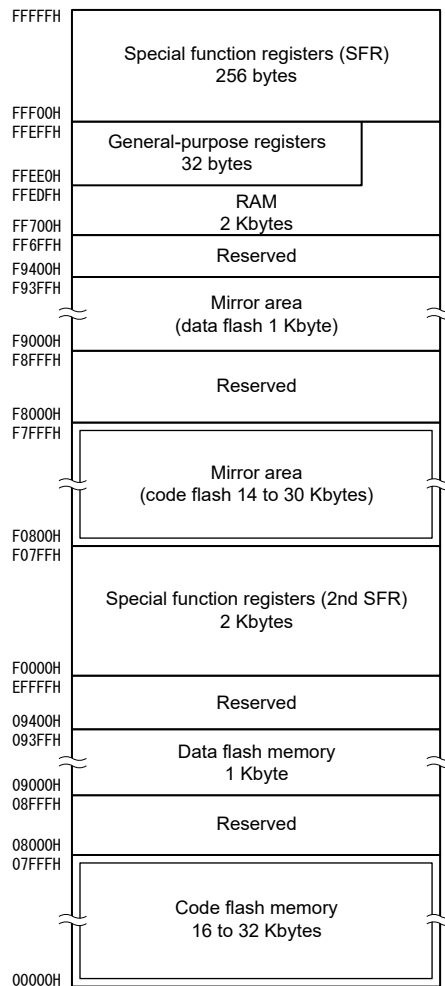 FFFFFH
Special function registers (SFR)
256 bytes
FFF00H
FFEFFH
General-purpose registers
32 bytes
FFEE0H
FFEDFH
RAM
2 Kbytes
FF700H
FF6FFH
Reserved
F9400H
F93FFH
Mirror area
(data flash 1 Kbyte)
F9000H
F8FFFH
Reserved
F8000H
F7FFFH
Mirror area
(code flash 14 to 30 Kbytes)
F0800H
F07FFH
Special function registers (2nd SFR)
2 Kbytes
F0000H
EFFFFH
Reserved
09400H
093FFH
Data flash memory
1 Kbyte
09000H
08FFFH
Reserved
08000H
07FFFH
Code flash memory
16 to 32 Kbytes
00000H